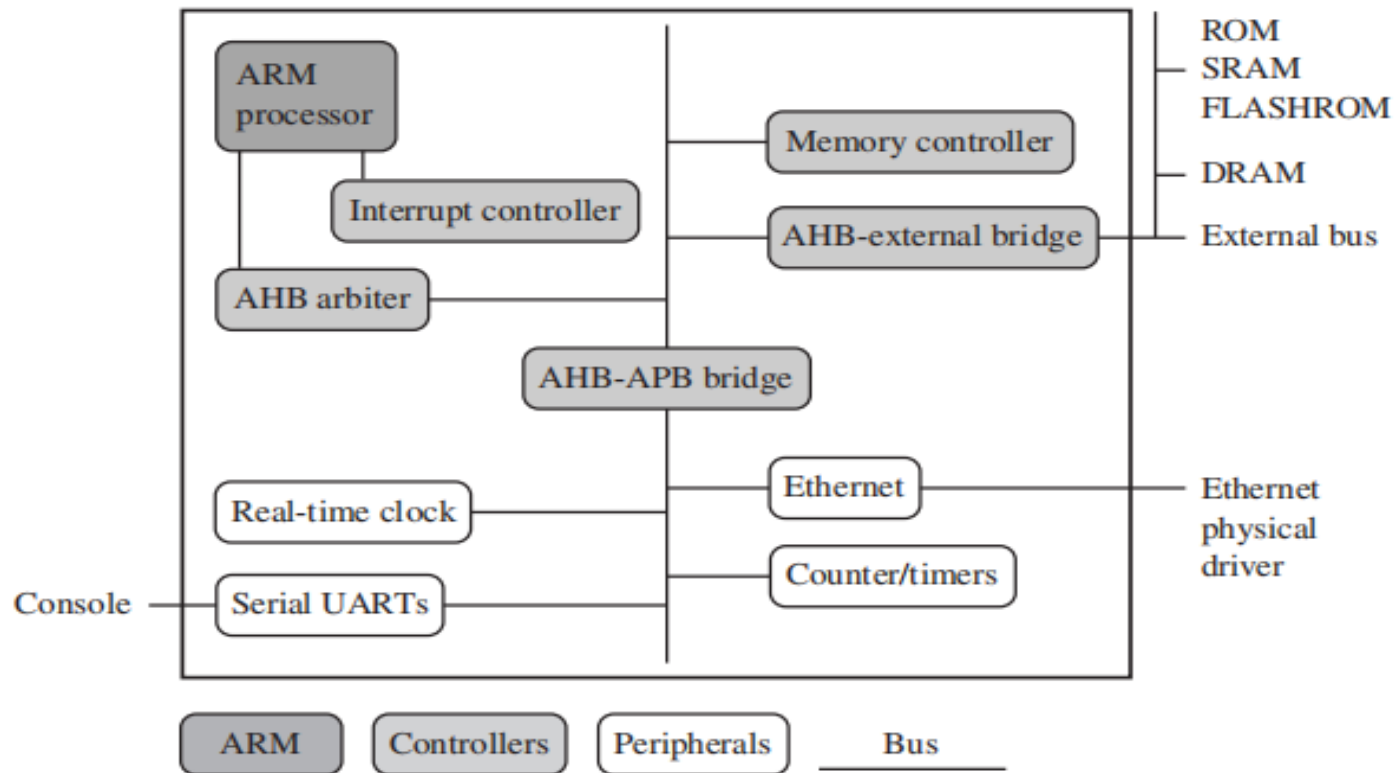 ROM
SRAM
FLASHROM
DRAM
External bus
ARM
processor
Memory controller
Interrupt controller
AHB-external bridge
AHB arbiter
AHB-APB bridge
Real-time clock
Ethernet
Ethernet
physical
driver
Counter/timers
Console
Serial UARTs
ARM
Controllers
Peripherals
Bus